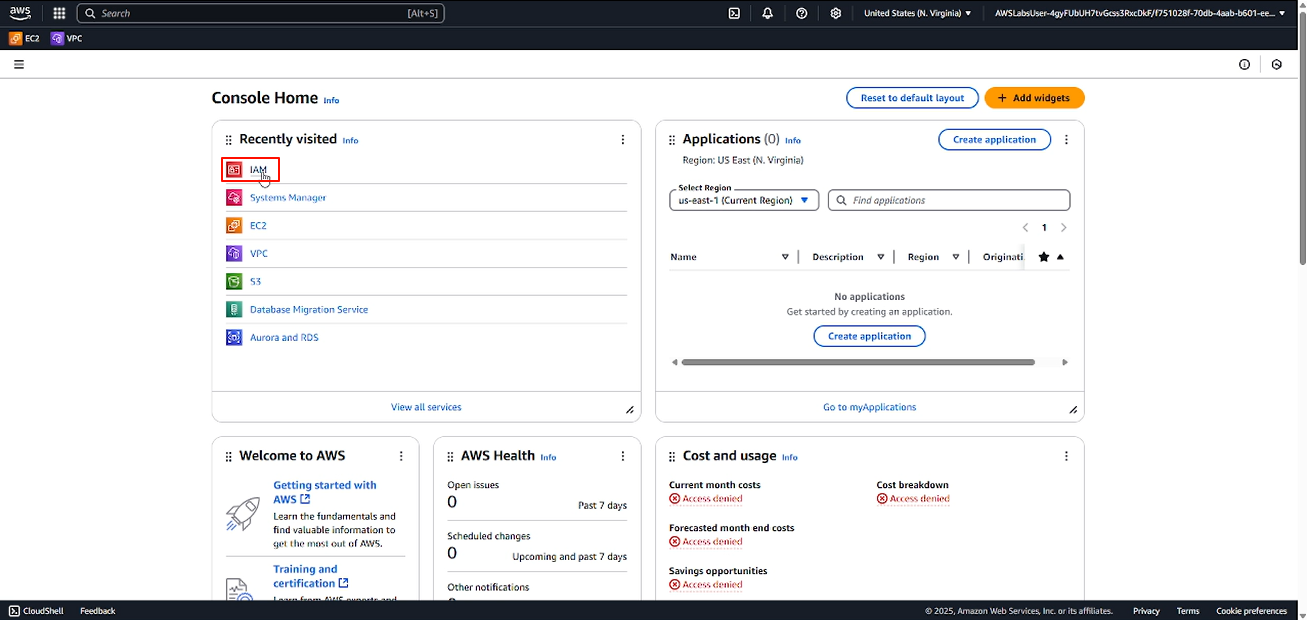 aws
Search [Alt+S]
United States (N. Virginia)
AWSLabsUser-4gyFUbUH7tvGcss3RxcDkF/f751028f-70db-4aab-b601-ee...
EC2 VPC
Console Home Info
Reset to default layout
+ Add widgets
Recently visited Info
IAM
Systems Manager
EC2
VPC
S3
Database Migration Service
Aurora and RDS
View all services
Applications (0) Info
Create application
Region: US East (N. Virginia)
Select Region
us-east-1 (Current Region)
Find applications
1
Name Description Region Originati
No applications
Get started by creating an application.
Create application
Go to myApplications
Welcome to AWS
Getting started with
AWS
Learn the fundamentals and
find valuable information to
get the most out of AWS.
Training and
certification
Learn from AWS experts and
AWS Health Info
Open issues
0 Past 7 days
Scheduled changes
0 Upcoming and past 7 days
Other notifications
Cost and usage Info
Current month costs
Access denied
Cost breakdown
Access denied
Forecasted month end costs
Access denied
Savings opportunities
Access denied
CloudShell Feedback
© 2025, Amazon Web Services, Inc. or its affiliates. Privacy Terms Cookie preferences